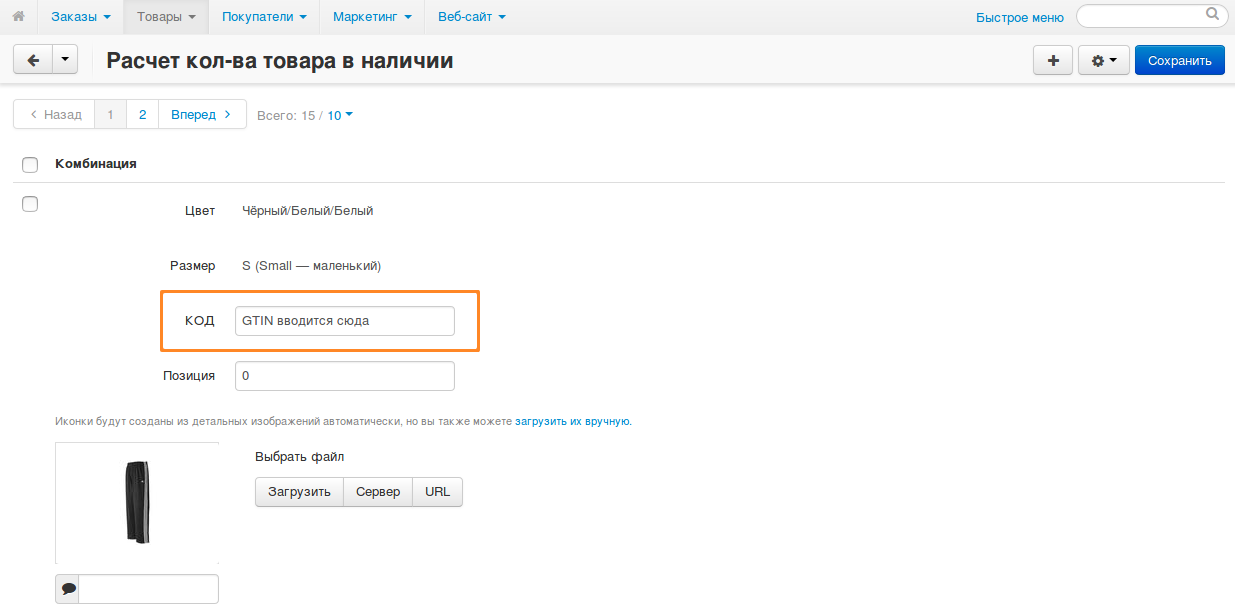 Заказы Товары Покупатели Маркетинг Веб-сайт Быстрое меню
Расчет кол-ва товара в наличии Сохранить
Назад 1 2 Вперед Всего: 15 / 10
Комбинация
Цвет Чёрный/Белый/Белый
Размер S (Small — маленький)
КОД GTIN вводится сюда
Позиция 0
Иконки будут созданы из детальных изображений автоматически, но вы также можете загрузить их вручную.
Выбрать файл
Загрузить Сервер URL